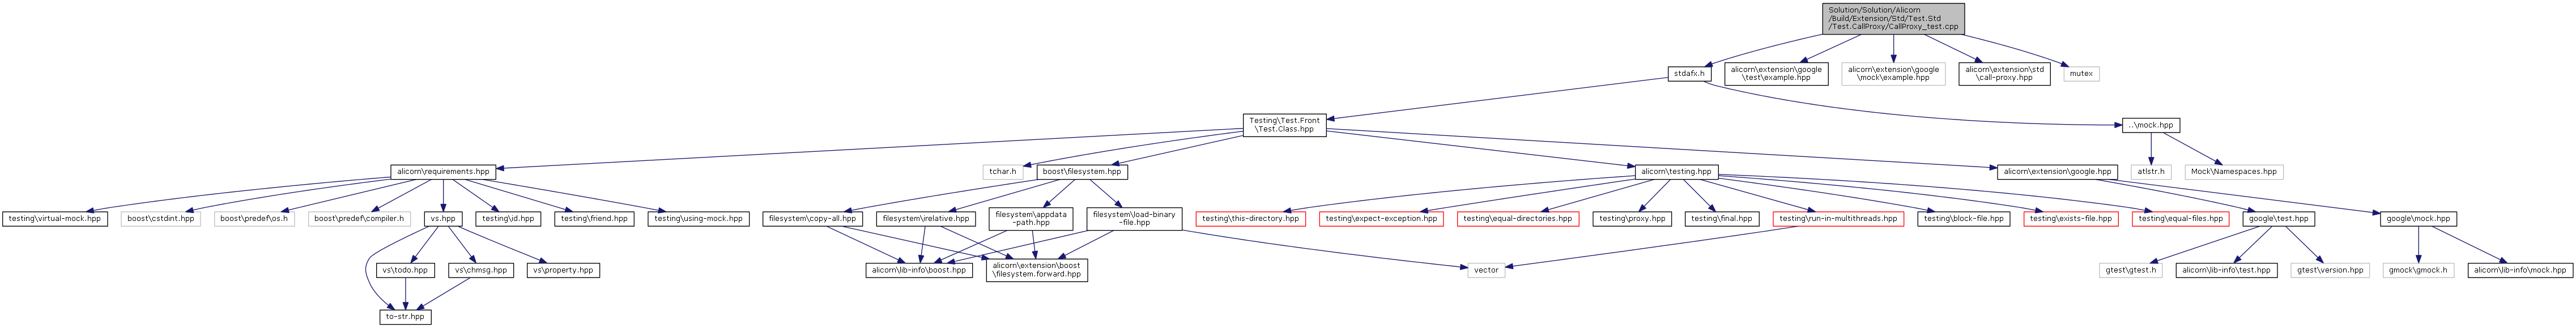 Solution/Solution/Alicorn
/Build/Extension/Std/Test.Std
/Test.CallProxy/CallProxy_test.cpp
stdafx.h
alicorn\extension\google
\test\example.hpp
alicorn\extension\google
\mock\example.hpp
alicorn\extension\std
\call-proxy.hpp
mutex
Testing\Test.Front
\Test.Class.hpp
..\mock.hpp
alicorn\requirements.hpp
tchar.h
boost\filesystem.hpp
alicorn\testing.hpp
alicorn\extension\google.hpp
atlstr.h
Mock\Namespaces.hpp
testing\virtual-mock.hpp
boost\cstdint.hpp
boost\predef\os.h
boost\predef\compiler.h
vs.hpp
testing\id.hpp
testing\friend.hpp
testing\using-mock.hpp
filesystem\copy-all.hpp
filesystem\relative.hpp
filesystem\appdata
-path.hpp
filesystem\load-binary
-file.hpp
testing\this-directory.hpp
testing\expect-exception.hpp
testing\equal-directories.hpp
testing\proxy.hpp
testing\final.hpp
testing\run-in-multithreads.hpp
testing\block-file.hpp
testing\exists-file.hpp
testing\equal-files.hpp
google\test.hpp
google\mock.hpp
vs\todo.hpp
vs\chmsg.hpp
vs\property.hpp
alicorn\lib-info\boost.hpp
alicorn\extension\boost
\filesystem.forward.hpp
vector
gtest\gtest.h
alicorn\lib-info\test.hpp
gtest\version.hpp
gmock\gmock.h
alicorn\lib-info\mock.hpp
to-str.hpp